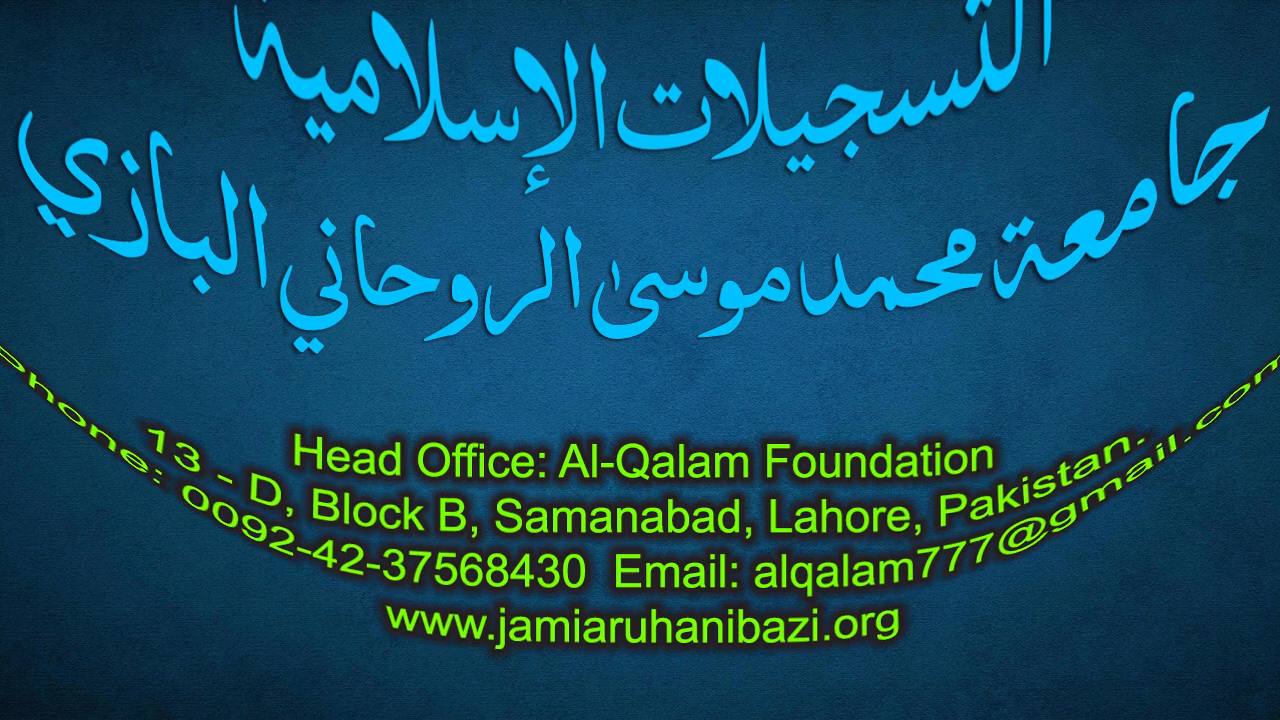 التسجيلات الإسلامية
جامعة محمد موسىٰ الروحاني البازي
Head Office: Al-Qalam Foundation
13 - D, Block B, Samanabad, Lahore, Pakistan.
Phone: 0092-42-37568430 Email: alqalam777@gmail.com
www.jamiaruhanibazi.org